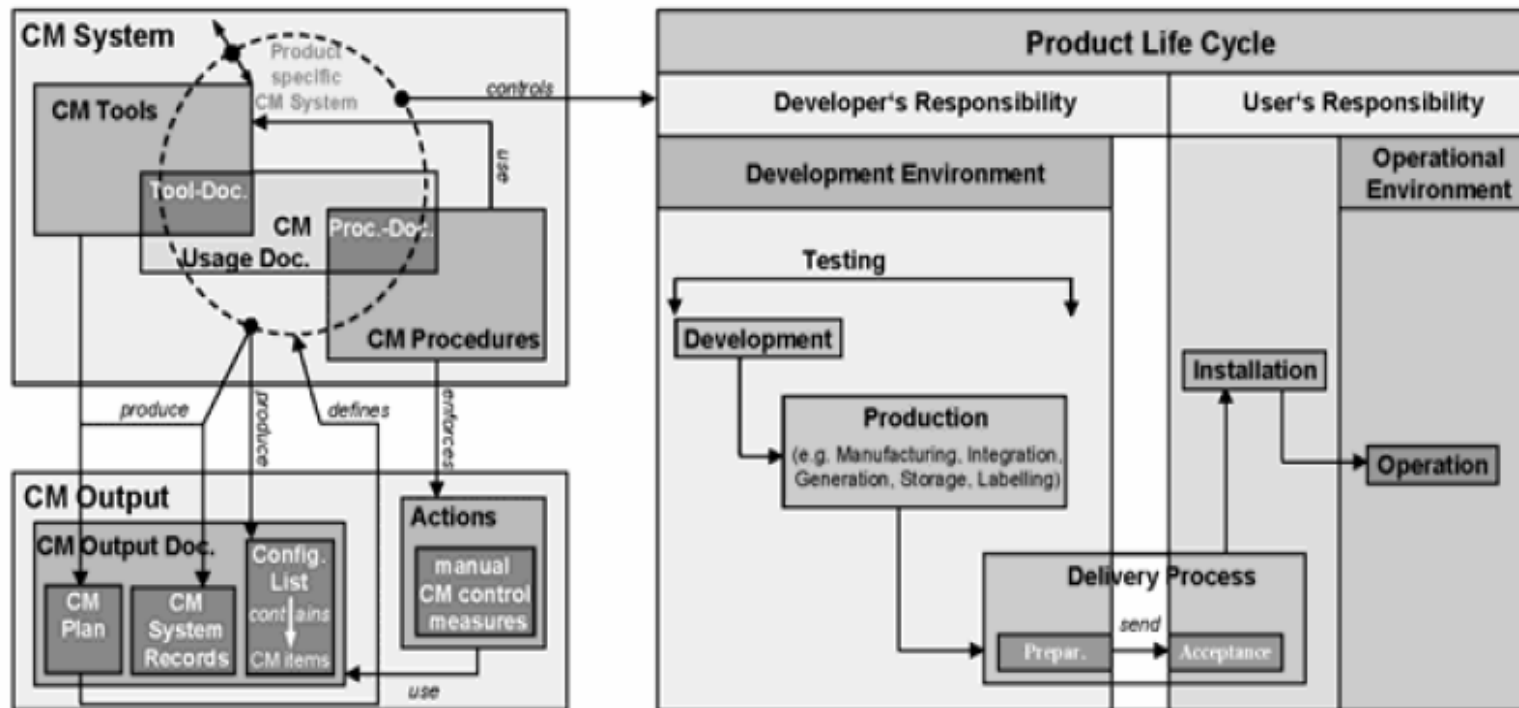 CM System
Product
specific
CM System
controls
CM Tools
use
Tool-Doc.
CM
Usage Doc.
Proc.-Doc.
CM Procedures
produce
produce
defines
enforces
CM Output
CM Output Doc.
CM
Plan
CM
System
Records
Config.
List
contains
CM items
Actions
manual
CM control
measures
use
Product Life Cycle
Developer‘s Responsibility
User‘s Responsibility
Development Environment
Operational
Environment
Testing
Development
Production
(e.g. Manufacturing, Integration,
Generation, Storage, Labelling)
Installation
Operation
Delivery Process
Prepar.
send
Acceptance